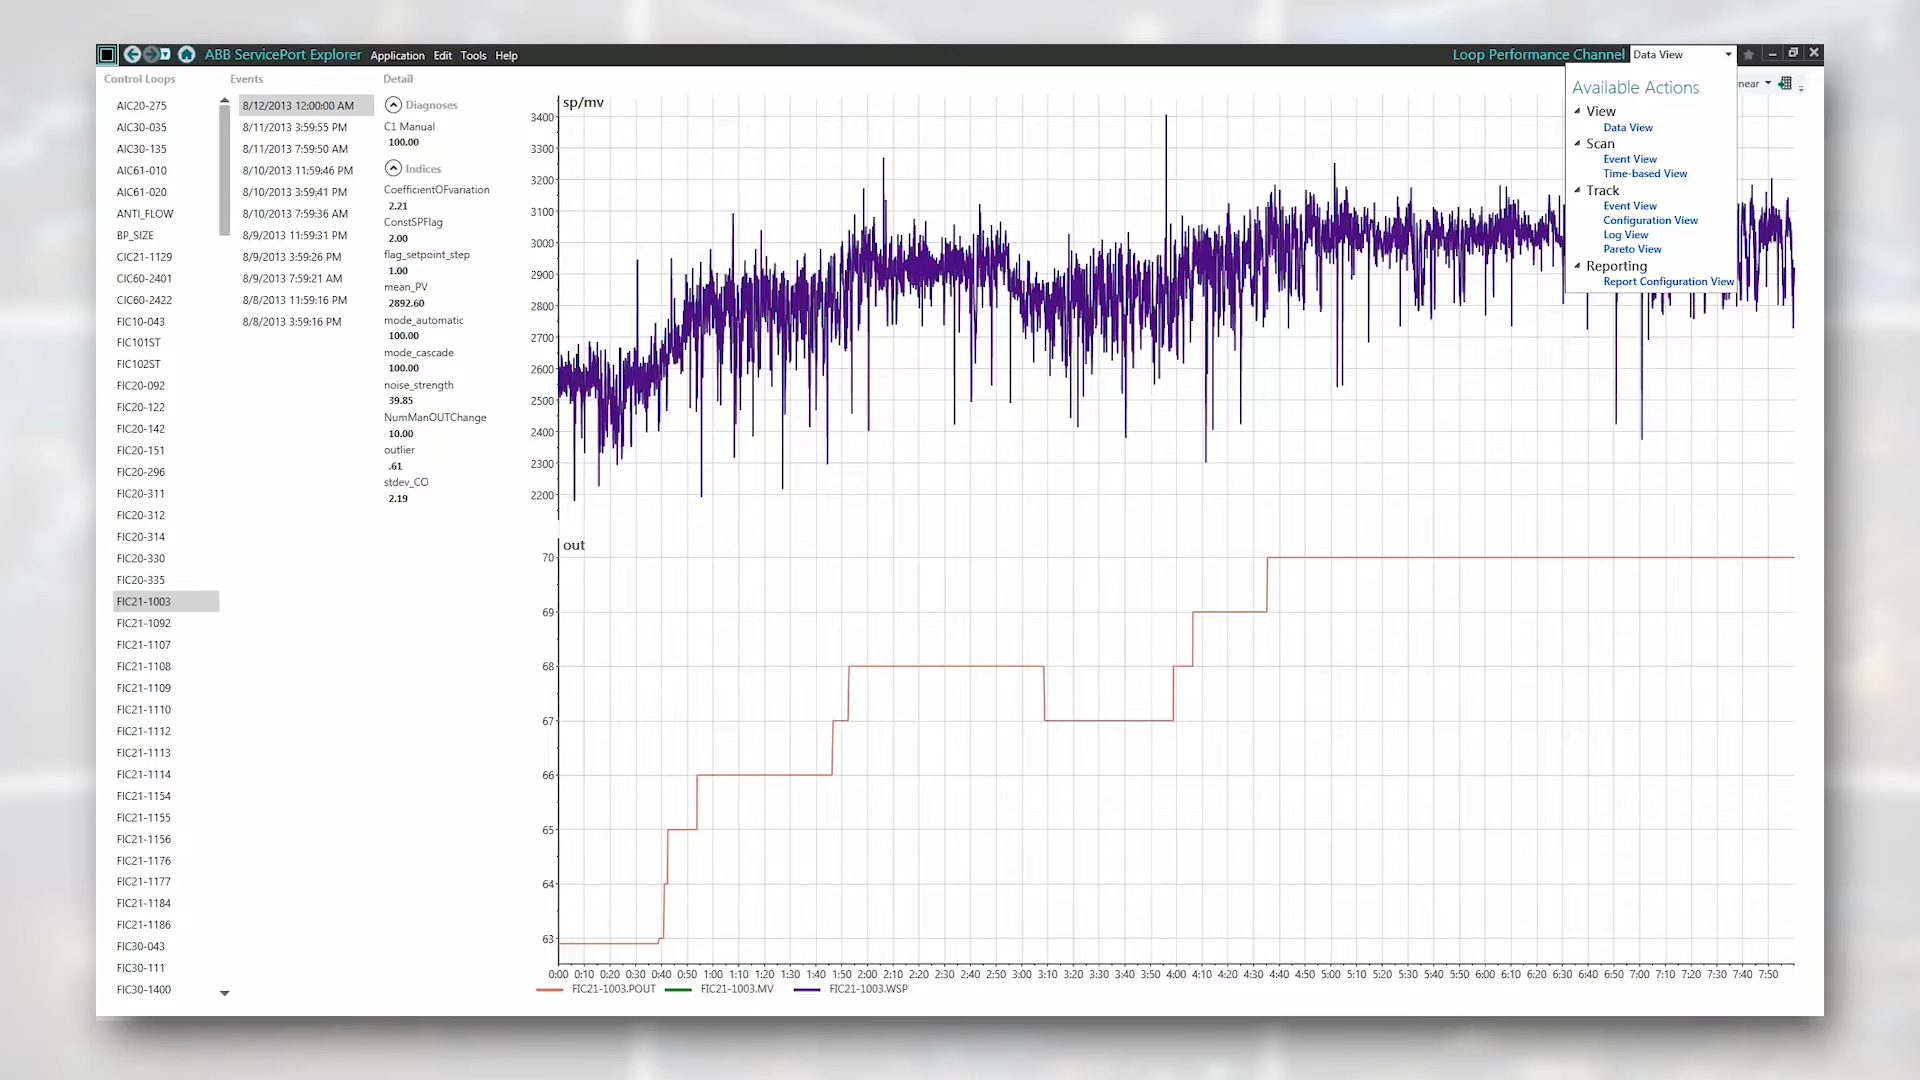 ABB ServicePort Explorer Application Edit Tools Help Loop Performance Channel Data View
Control Loops
AIC20-275
AIC30-035
AIC30-135
AIC61-010
AIC61-020
ANTI_FLOW
BP_SIZE
CIC21-1129
CIC60-2401
CIC60-2422
FIC10-043
FIC101ST
FIC102ST
FIC20-092
FIC20-122
FIC20-142
FIC20-151
FIC20-296
FIC20-311
FIC20-312
FIC20-314
FIC20-330
FIC20-335
FIC21-1003
FIC21-1092
FIC21-1107
FIC21-1108
FIC21-1109
FIC21-1110
FIC21-1112
FIC21-1113
FIC21-1114
FIC21-1154
FIC21-1155
FIC21-1156
FIC21-1176
FIC21-1177
FIC21-1184
FIC21-1186
FIC30-043
FIC30-111
FIC30-1400
Events
8/12/2013 12:00:00 AM
8/11/2013 3:59:55 PM
8/11/2013 7:59:50 AM
8/10/2013 11:59:46 PM
8/10/2013 3:59:41 PM
8/10/2013 7:59:36 AM
8/9/2013 11:59:31 PM
8/9/2013 3:59:26 PM
8/9/2013 7:59:21 AM
8/8/2013 11:59:16 PM
8/8/2013 3:59:16 PM
Detail
Diagnoses
C1 Manual
100.00
Indices
CoefficientOFvariation
2.21
ConstSPFlag
2.00
flag_setpoint_step
1.00
mean_PV
2892.60
mode_automatic
100.00
mode_cascade
100.00
noise_strength
39.85
NumManOUTChange
10.00
outlier
.61
stdev_CO
2.19
sp/mv
3400
3300
3200
3100
3000
2900
2800
2700
2600
2500
2400
2300
2200
out
70
69
68
67
66
65
64
63
0:00 0:10 0:20 0:30 0:40 0:50 1:00 1:10 1:20 1:30 1:40 1:50 2:00 2:10 2:20 2:30 2:40 2:50 3:00 3:10 3:20 3:30 3:40 3:50 4:00 4:10 4:20 4:30 4:40 4:50 5:00 5:10 5:20 5:30 5:40 5:50 6:00 6:10 6:20 6:30 6:40 6:50 7:00 7:10 7:20 7:30 7:40 7:50
FIC21-1003.POUT FIC21-1003.MV FIC21-1003.WSP
near
Available Actions
View
Data View
Scan
Event View
Time-based View
Track
Event View
Configuration View
Log View
Pareto View
Reporting
Report Configuration View